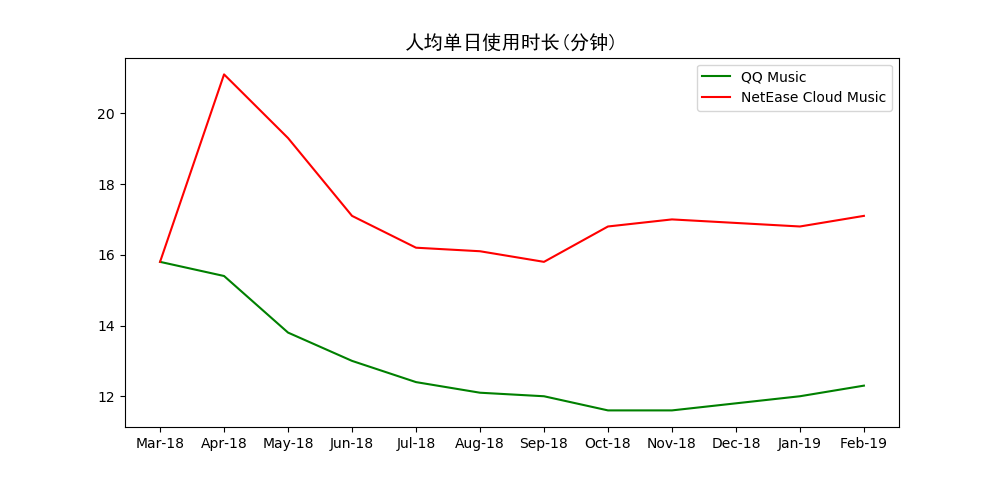 人均单日使用时长(分钟)
QQ Music
NetEase Cloud Music
20
18
16
14
12
Mar-18 Apr-18 May-18 Jun-18 Jul-18 Aug-18 Sep-18 Oct-18 Nov-18 Dec-18 Jan-19 Feb-19